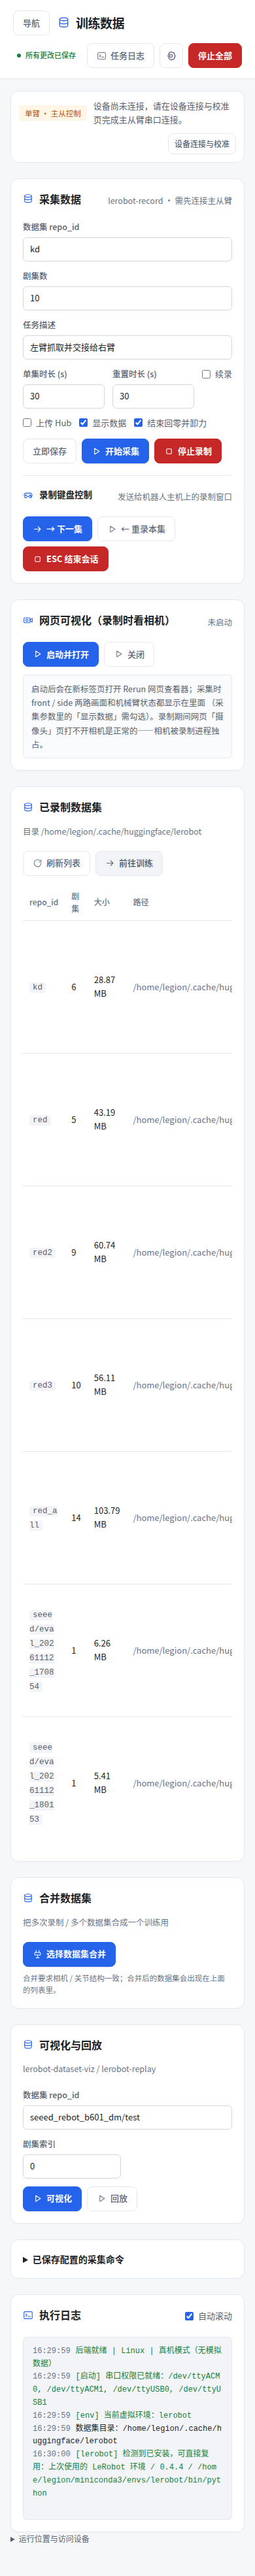 导航
训练数据
所有更改已保存
任务日志
停止全部
单臂 · 主从控制
设备尚未连接，请在设备连接与校准
页完成主从臂串口连接。
设备连接与校准
采集数据
lerobot-record · 需先连接主从臂
数据集 repo_id
kd
剧集数
10
任务描述
左臂抓取并交接给右臂
单集时长 (s)
重置时长 (s)
续录
30
30
上传 Hub
显示数据
结束回零并卸力
立即保存
开始采集
停止录制
录制键盘控制
发送给机器人主机上的录制窗口
→ 下一集
← 重录本集
ESC 结束会话
网页可视化（录制时看相机）
未启动
启动并打开
关闭
启动后会在新标签页打开 Rerun 网页查看器；采集时
front / side 两路画面和机械臂状态都显示在里面 （采
集参数里的「显示数据」需勾选）。录制期间网页「摄
像头」页打不开相机是正常的——相机被录制进程独
占。
已录制数据集
目录 /home/legion/.cache/huggingface/lerobot
刷新列表
前往训练
repo_id
剧
集
大小
路径
kd
6
28.87
MB
/home/legion/.cache/hug
red
5
43.19
MB
/home/legion/.cache/hug
red2
9
60.74
MB
/home/legion/.cache/hug
red3
10
56.11
MB
/home/legion/.cache/hug
red_a
ll
14
103.79
MB
/home/legion/.cache/hug
seee
d/eva
l_202
61112
_1708
54
1
6.26
MB
/home/legion/.cache/hug
seee
d/eva
l_202
61112
_1801
53
1
5.41
MB
/home/legion/.cache/hug
合并数据集
把多次录制 / 多个数据集合成一个训练用
选择数据集合并
合并要求相机 / 关节结构一致；合并后的数据集会出现在上面
的列表里。
可视化与回放
lerobot-dataset-viz / lerobot-replay
数据集 repo_id
seeed_rebot_b601_dm/test
剧集索引
0
可视化
回放
已保存配置的采集命令
执行日志
自动滚动
16:29:59 后端就绪 | Linux | 真机模式（无模拟
数据）
16:29:59 [启动] 串口权限已就绪：/dev/ttyACM
0, /dev/ttyACM1, /dev/ttyUSB0, /dev/ttyU
SB1
16:29:59 [env] 当前虚拟环境：lerobot
16:29:59 数据集目录：/home/legion/.cache/h
uggingface/lerobot
16:30:00 [lerobot] 检测到已安装，可直接复
用：上次使用的 LeRobot 环境 / 0.4.4 / /hom
e/legion/miniconda3/envs/lerobot/bin/pyt
hon
运行位置与访问设备